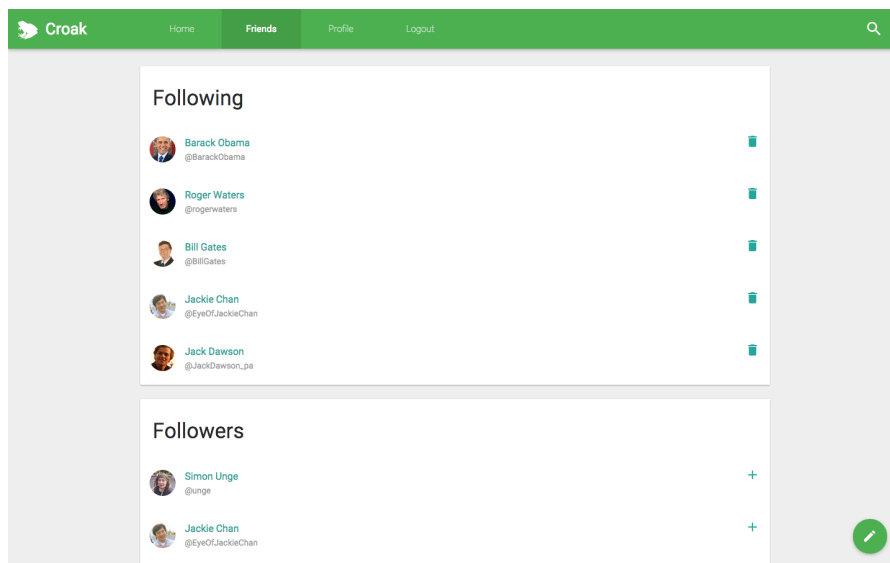 Croak
Home
Friends
Profile
Logout
Following
Barack Obama
@BarackObama
Roger Waters
@rogerwaters
Bill Gates
@BillGates
Jackie Chan
@EyeOfJackieChan
Jack Dawson
@JackDawson_pa
Followers
Simon Unge
@unge
Jackie Chan
@EyeOfJackieChan